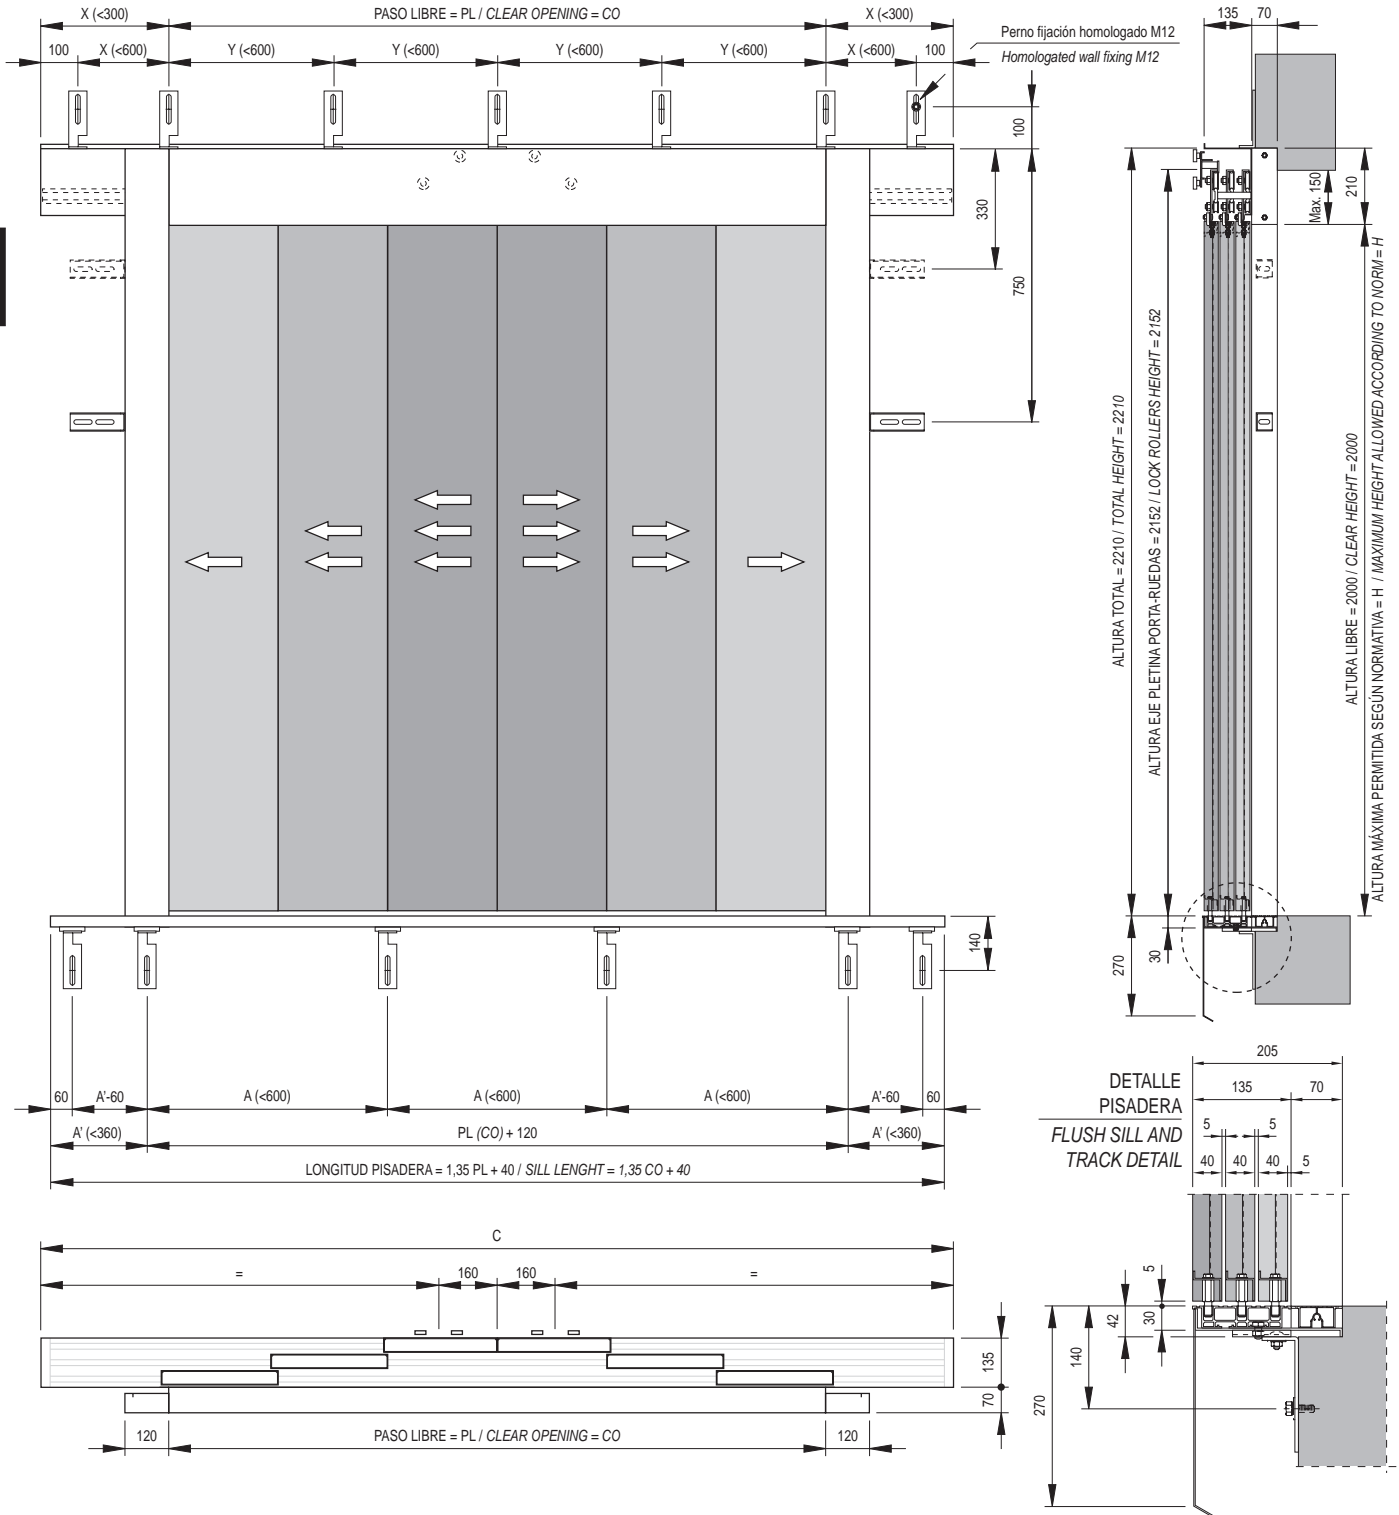 X (<300)
PASO LIBRE = PL / CLEAR OPENING = CO
X (<300)
135
70
100
X (<600)
Y (<600)
Y (<600)
Y (<600)
Y (<600)
X (<600)
100
Perno fijación homologado M12
Homologated wall fixing M12
100
330
750
Max. 150
210
ALTURA TOTAL = 2210 / TOTAL HEIGHT = 2210
ALTURA EJE PLETINA PORTA-RUEDAS = 2152 / LOCK ROLLERS HEIGHT = 2152
ALTURA LIBRE = 2000 / CLEAR HEIGHT = 2000
ALTURA MÁXIMA PERMITIDA SEGÚN NORMATIVA = H / MAXIMUM HEIGHT ALLOWED ACCORDING TO NORM = H
140
270
30
60
A'-60
A (<600)
A (<600)
A (<600)
A'-60
60
A' (<360)
PL (CO) + 120
A' (<360)
LONGITUD PISADERA = 1,35 PL + 40 / SILL LENGHT = 1,35 CO + 40
DETALLE
PISADERA
FLUSH SILL AND
TRACK DETAIL
205
135
70
5
5
40
40
40
5
5
42
30
140
270
C
=
160
160
=
135
70
120
PASO LIBRE = PL / CLEAR OPENING = CO
120